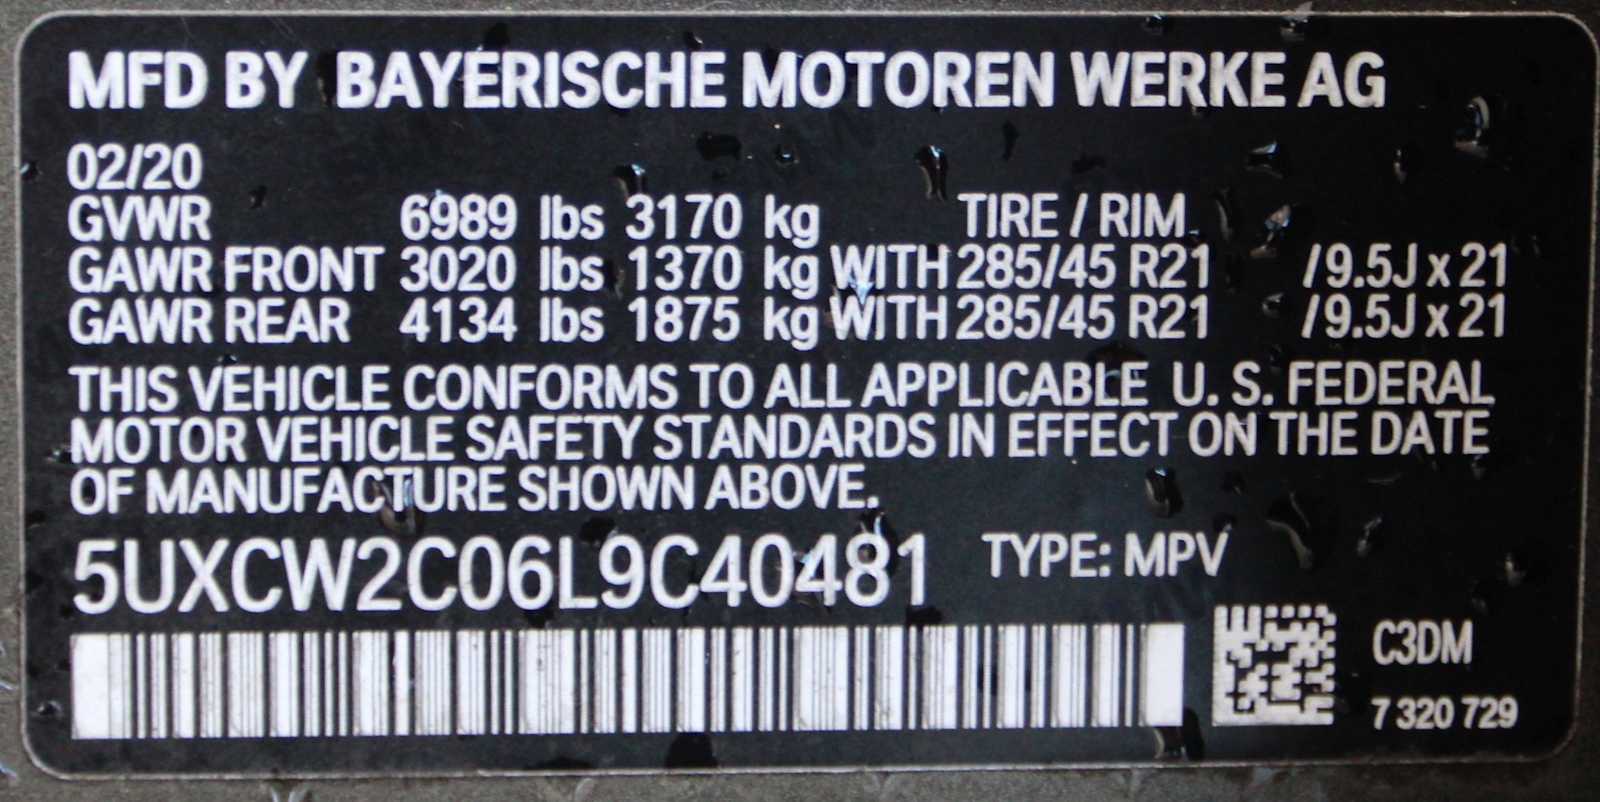 MFD BY BAYERISCHE MOTOREN WERKE AG
02/20
GVWR 6989 lbs 3170 kg TIRE / RIM
GAWR FRONT 3020 lbs 1370 kg WITH 285/45 R21 /9.5J x 21
GAWR REAR 4134 lbs 1875 kg WITH 285/45 R21 /9.5J x 21
THIS VEHICLE CONFORMS TO ALL APPLICABLE U. S. FEDERAL
MOTOR VEHICLE SAFETY STANDARDS IN EFFECT ON THE DATE
OF MANUFACTURE SHOWN ABOVE.
5UXCW2C06L9C40481 TYPE: MPV
C3DM
7 320 729